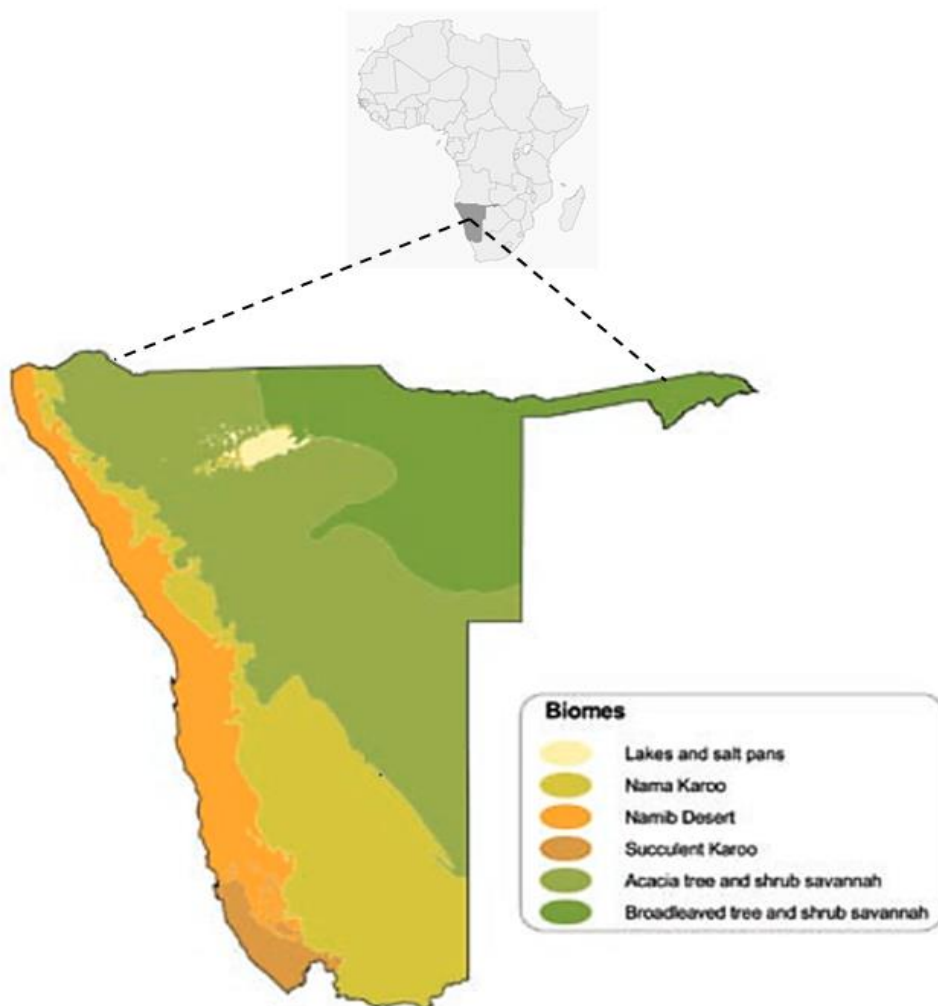 Biomes
Lakes and salt pans
Nama Karoo
Namib Desert
Succulent Karoo
Acacia tree and shrub savannah
Broadleaved tree and shrub savannah